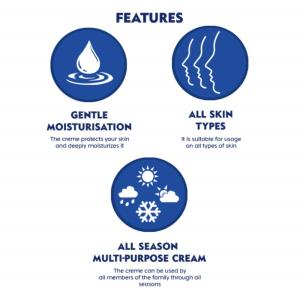 FEATURES
GENTLE
MOISTURISATION
The creme protects your skin
and deeply moisturizes it
ALL SKIN
TYPES
It is suitable for usage
on all types of skin
ALL SEASON
MULTI-PURPOSE CREAM
The creme can be used by
all members of the family through all
seasons